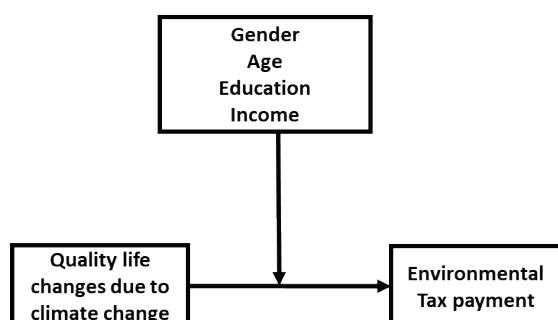 Gender
Age
Education
Income
Quality life
changes due to
climate change
Environmental
Tax payment